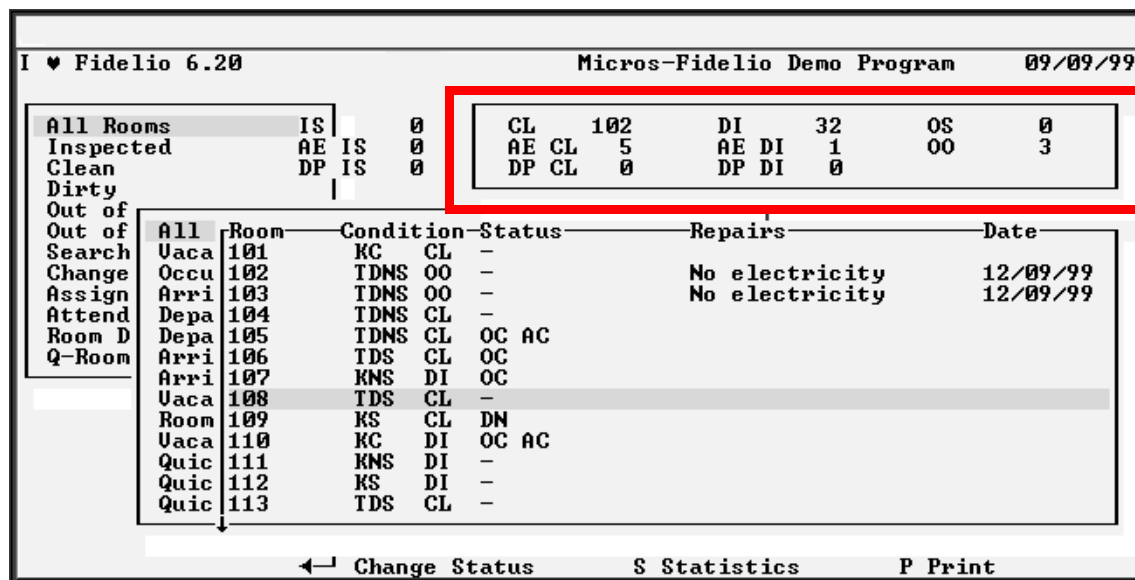 I ♥ Fidelio 6.20 Micros-Fidelio Demo Program 09/09/99
All Rooms IS 0 CL 102 DI 32 OS 0
Inspected AE IS 0 AE CL 5 AE DI 1 OO 3
Clean DP IS 0 DP CL 0 DP DI 0
Dirty
Out of
Out of All Room Condition Status Repairs Date
Search Vaca 101 KC CL -
Change Occu 102 TDNS OO - No electricity 12/09/99
Assign Arri 103 TDNS OO - No electricity 12/09/99
Attend Depa 104 TDNS CL -
Room D Depa 105 TDNS CL OC AC
Q-Room Arri 106 TDS CL OC
Arri 107 KNS DI OC
Vaca 108 TDS CL -
Room 109 KS CL DN
Vaca 110 KC DI OC AC
Quic 111 KNS DI -
Quic 112 KS DI -
Quic 113 TDS CL -
Change Status S Statistics P Print